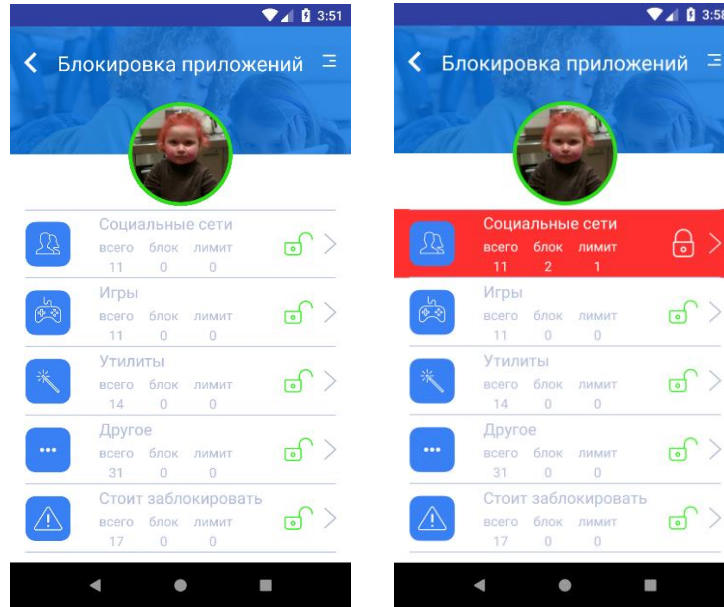 3:51
Блокировка приложений
Социальные сети
всего блок лимит
11 0 0
Игры
всего блок лимит
11 0 0
Утилиты
всего блок лимит
14 0 0
Другое
всего блок лимит
31 0 0
Стоит заблокировать
всего блок лимит
17 0 0
3:58
Блокировка приложений
Социальные сети
всего блок лимит
11 2 1
Игры
всего блок лимит
11 0 0
Утилиты
всего блок лимит
14 0 0
Другое
всего блок лимит
31 0 0
Стоит заблокировать
всего блок лимит
17 0 0